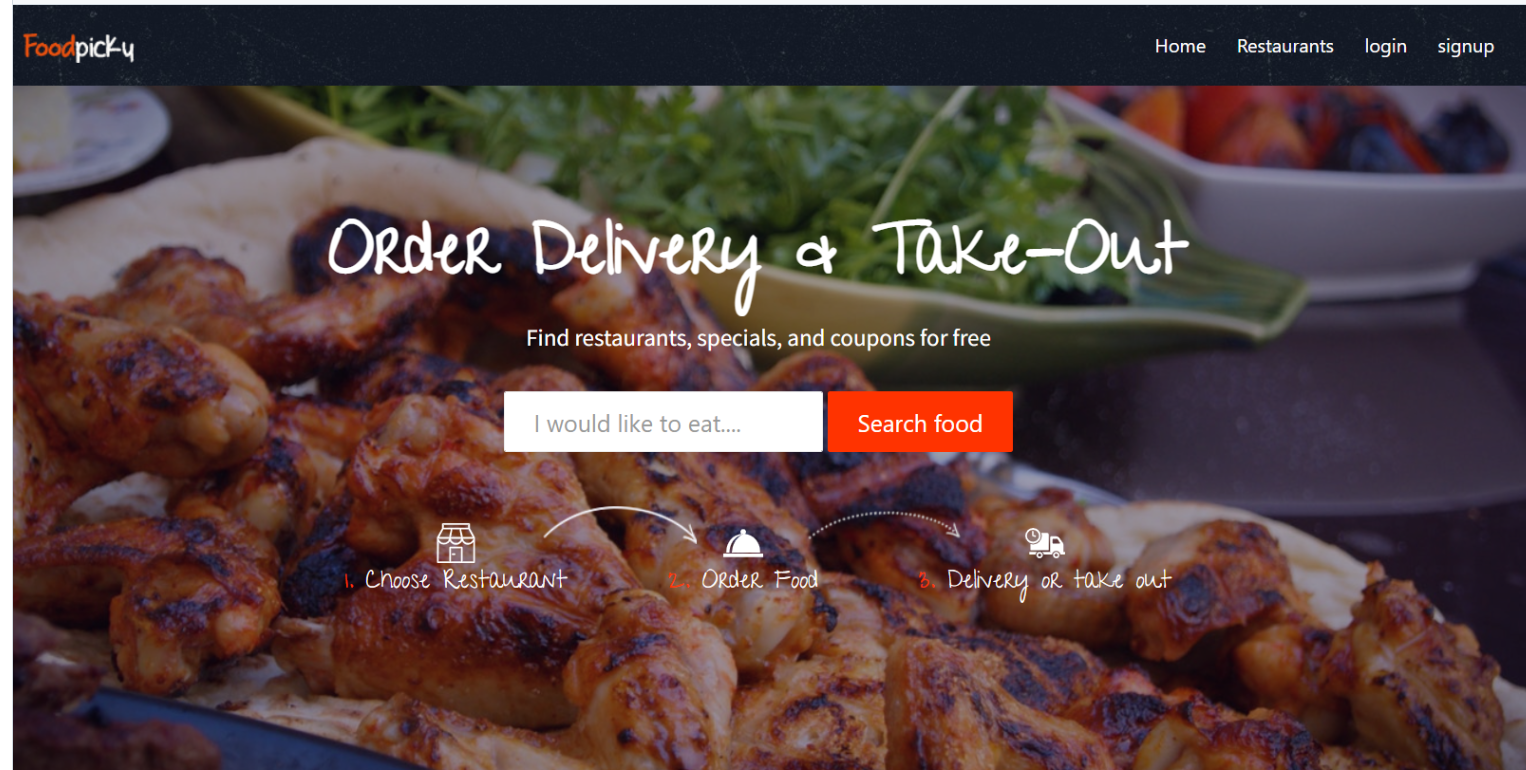 Foodpicky
Home Restaurants login signup
Order Delivery & Take-Out
Find restaurants, specials, and coupons for free
I would like to eat....
Search food
1. Choose Restaurant
2. Order Food
3. Delivery or take out